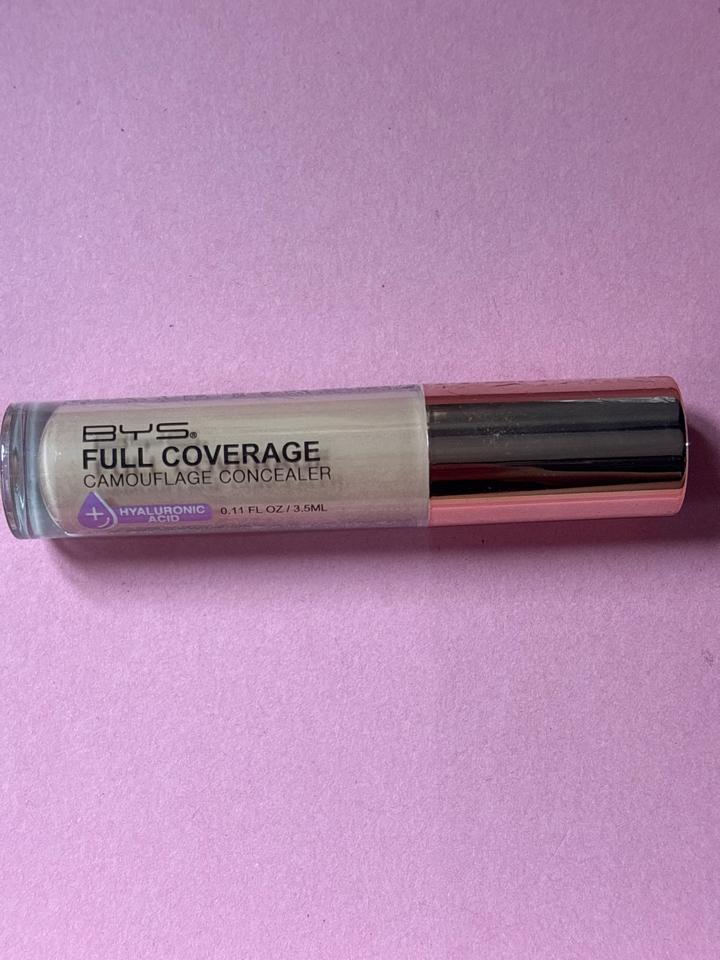 BYS®
FULL COVERAGE
CAMOUFLAGE CONCEALER
HYALURONIC
ACID
0.11 FL OZ / 3.5ML